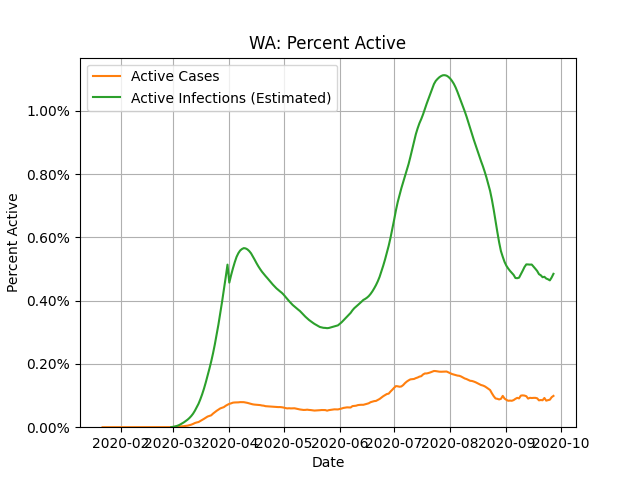 WA: Percent Active
Active Cases
Active Infections (Estimated)
1.00%
0.80%
0.60%
0.40%
0.20%
0.00%
Percent Active
2020-02 2020-03 2020-04 2020-05 2020-06 2020-07 2020-08 2020-09 2020-10
Date